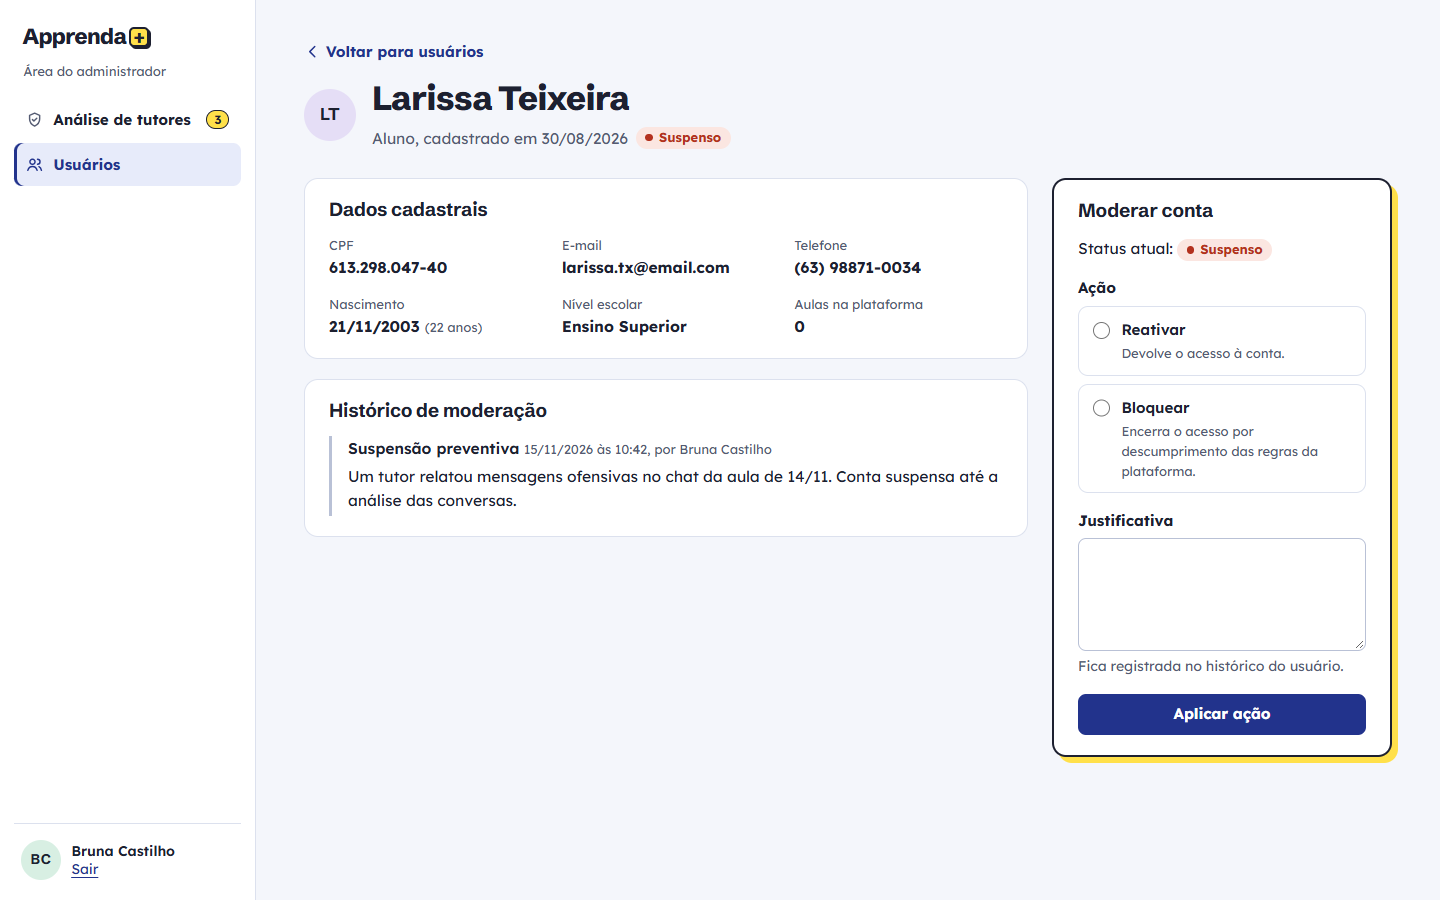 Apprenda+
Área do administrador
Análise de tutores 3
Usuários
Bruna Castilho
BC
Sair
Voltar para usuários
LT
Larissa Teixeira
Aluno, cadastrado em 30/08/2026 Suspenso
Dados cadastrais
CPF E-mail Telefone
613.298.047-40 larissa.tx@email.com (63) 98871-0034
Nascimento Nível escolar Aulas na plataforma
21/11/2003 (22 anos) Ensino Superior 0
Histórico de moderação
Suspensão preventiva 15/11/2026 às 10:42, por Bruna Castilho
Um tutor relatou mensagens ofensivas no chat da aula de 14/11. Conta suspensa até a
análise das conversas.
Moderar conta
Status atual: Suspenso
Ação
Reativar
Devolve o acesso à conta.
Bloquear
Encerra o acesso por
descumprimento das regras da
plataforma.
Justificativa
Fica registrada no histórico do usuário.
Aplicar ação